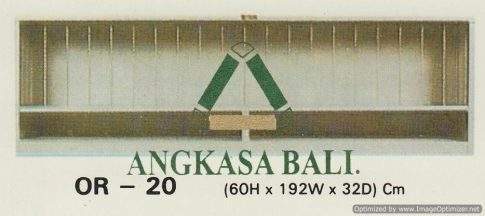 ANGKASA BALI.
OR – 20 (60H x 192W x 32D) Cm
Optimized by www.ImageOptimizer.net